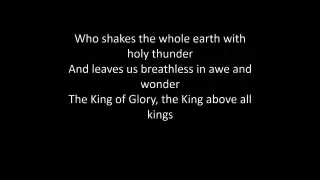 Who shakes the whole earth with
holy thunder
And leaves us breathless in awe and
wonder
The King of Glory, the King above all
kings